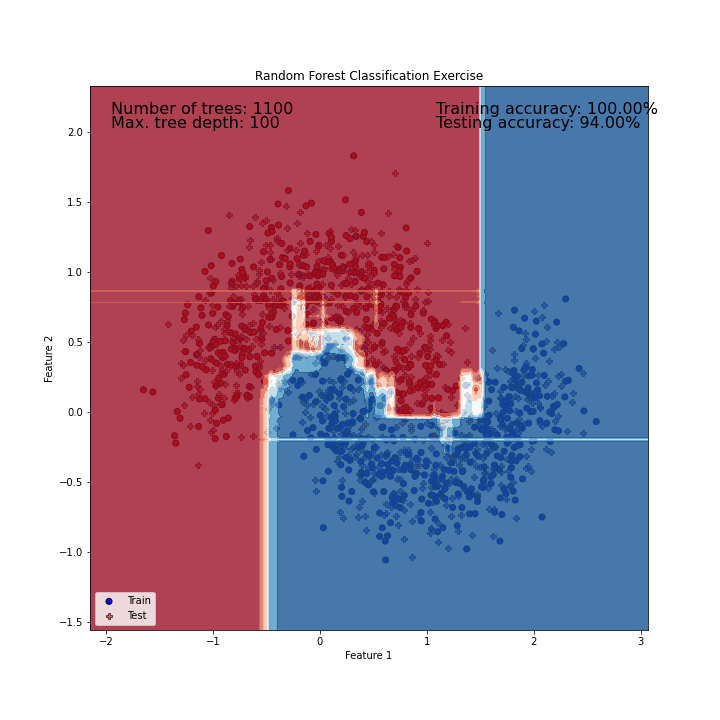 Random Forest Classification Exercise
Number of trees: 1100
Max. tree depth: 100
Training accuracy: 100.00%
Testing accuracy: 94.00%
Feature 2
2.0
1.5
1.0
0.5
0.0
−0.5
−1.0
−1.5
Train
Test
−2
−1
0
1
2
3
Feature 1